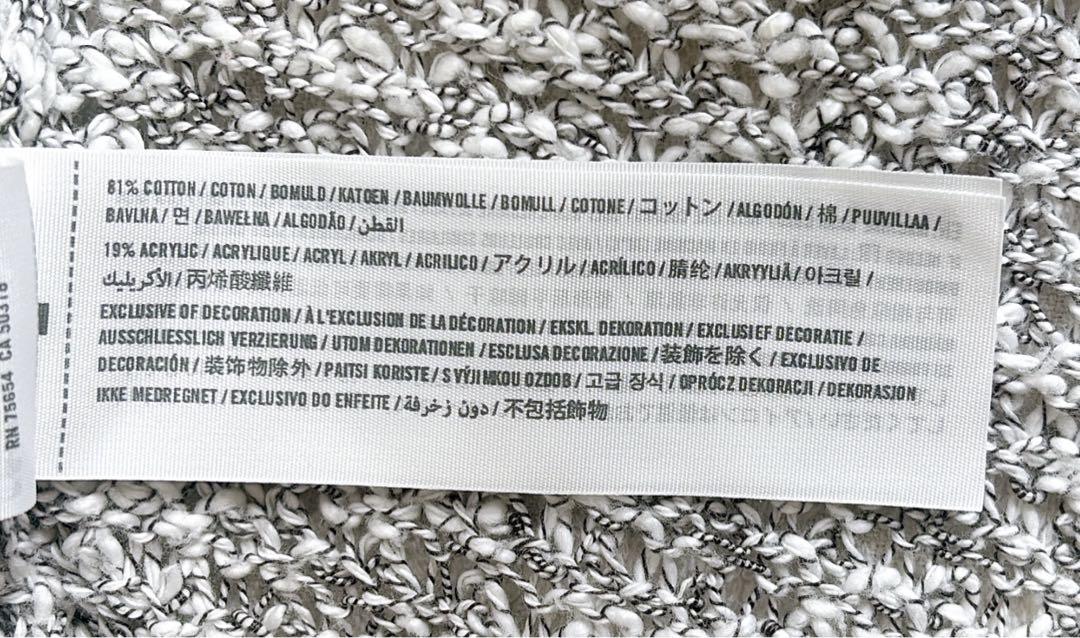 81% COTTON / COTON / BOMULD / KATOEN / BAUMWOLLE / BOMULL / COTONE / コットン / ALGODÓN / 棉 / PUUVILLAA /
BAVLNA / 면 / BAWEŁNA / ALGODÃO / القطن
19% ACRYLIC / ACRYLIQUE / ACRYL / AKRYL / ACRILICO / アクリル / ACRÍLICO / 腈纶 / AKRYYLIÄ / 아크릴 /
الأكريليك / 丙烯酸纖維
EXCLUSIVE OF DECORATION / À L'EXCLUSION DE LA DÉCORATION / EKSKL. DEKORATION / EXCLUSIEF DECORATIE /
AUSSCHLIESSLICH VERZIERUNG / UTOM DEKORATIONEN / ESCLUSA DECORAZIONE / 装飾を除く / EXCLUSIVO DE
DECORACIÓN / 装饰物除外 / PAITSI KORISTE / S VÝJIMKOU OZDOB / 고급 장식 / OPRÓCZ DEKORACJI / DEKORASJON
IKKE MEDREGNET / EXCLUSIVO DO ENFEITE / دون زخرفة / 不包括飾物
RN 75654 CA 50318